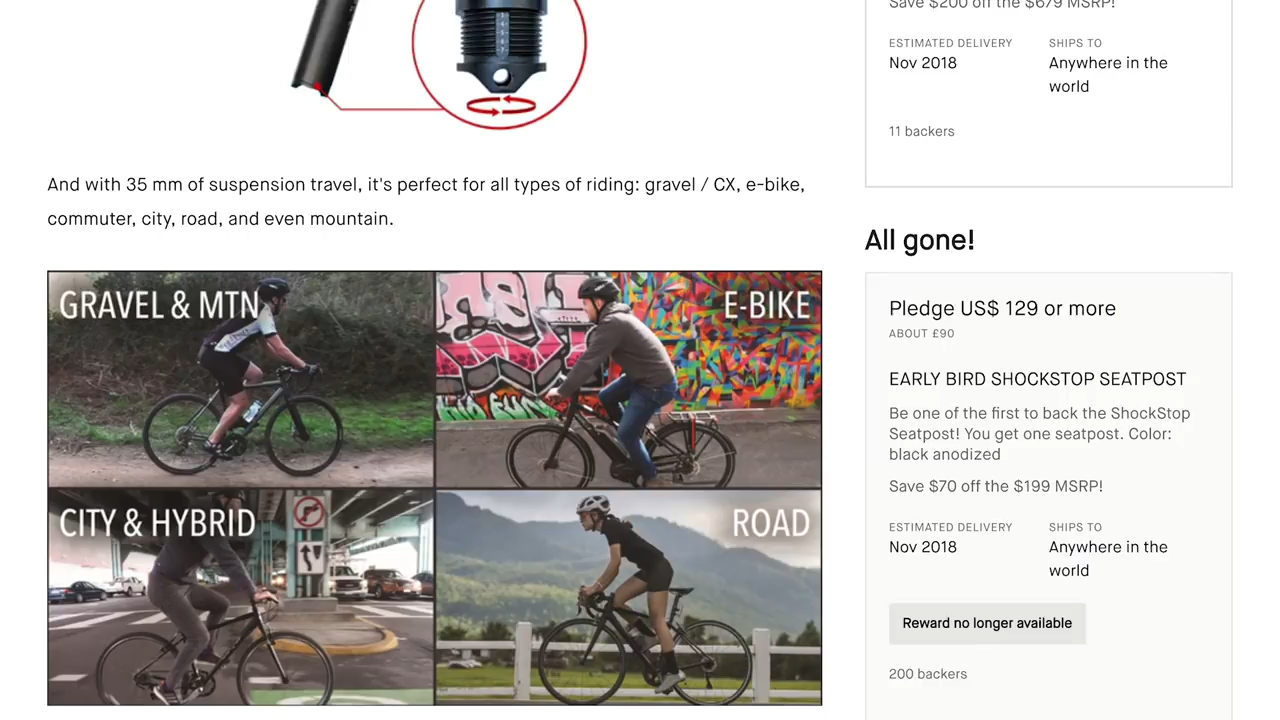 And with 35 mm of suspension travel, it's perfect for all types of riding: gravel / CX, e-bike,
commuter, city, road, and even mountain.
GRAVEL & MTN
E-BIKE
CITY & HYBRID
ROAD
Save $200 off the $679 MSRP!
ESTIMATED DELIVERY
Nov 2018
SHIPS TO
Anywhere in the
world
11 backers
All gone!
Pledge US$ 129 or more
ABOUT £90
EARLY BIRD SHOCKSTOP SEATPOST
Be one of the first to back the ShockStop
Seatpost! You get one seatpost. Color:
black anodized
Save $70 off the $199 MSRP!
ESTIMATED DELIVERY
Nov 2018
SHIPS TO
Anywhere in the
world
Reward no longer available
200 backers